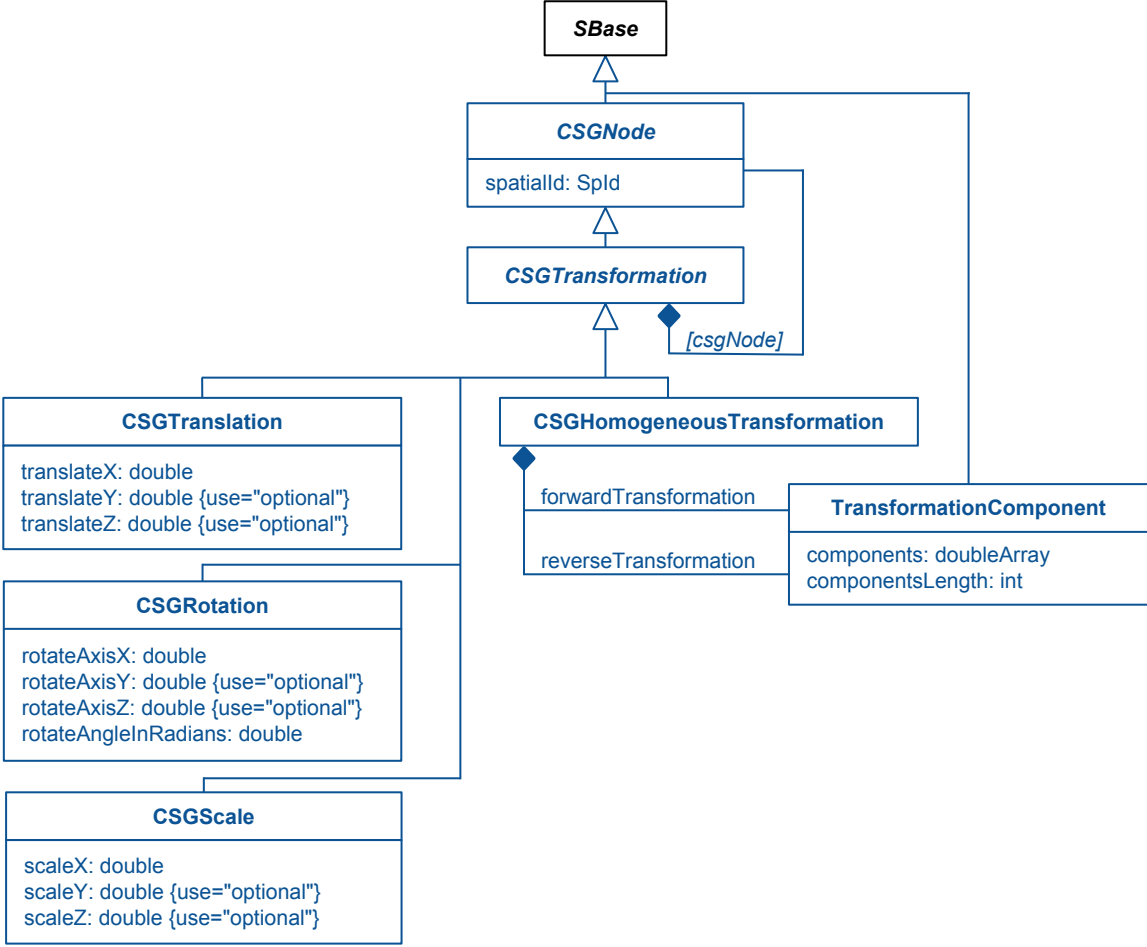 SBase
CSGNode
spatialId: SpId
CSGTransformation
[csgNode]
CSGTranslation
translateX: double
translateY: double {use="optional"}
translateZ: double {use="optional"}
CSGHomogeneousTransformation
forwardTransformation
reverseTransformation
TransformationComponent
components: doubleArray
componentsLength: int
CSGRotation
rotateAxisX: double
rotateAxisY: double {use="optional"}
rotateAxisZ: double {use="optional"}
rotateAngleInRadians: double
CSGScale
scaleX: double
scaleY: double {use="optional"}
scaleZ: double {use="optional"}